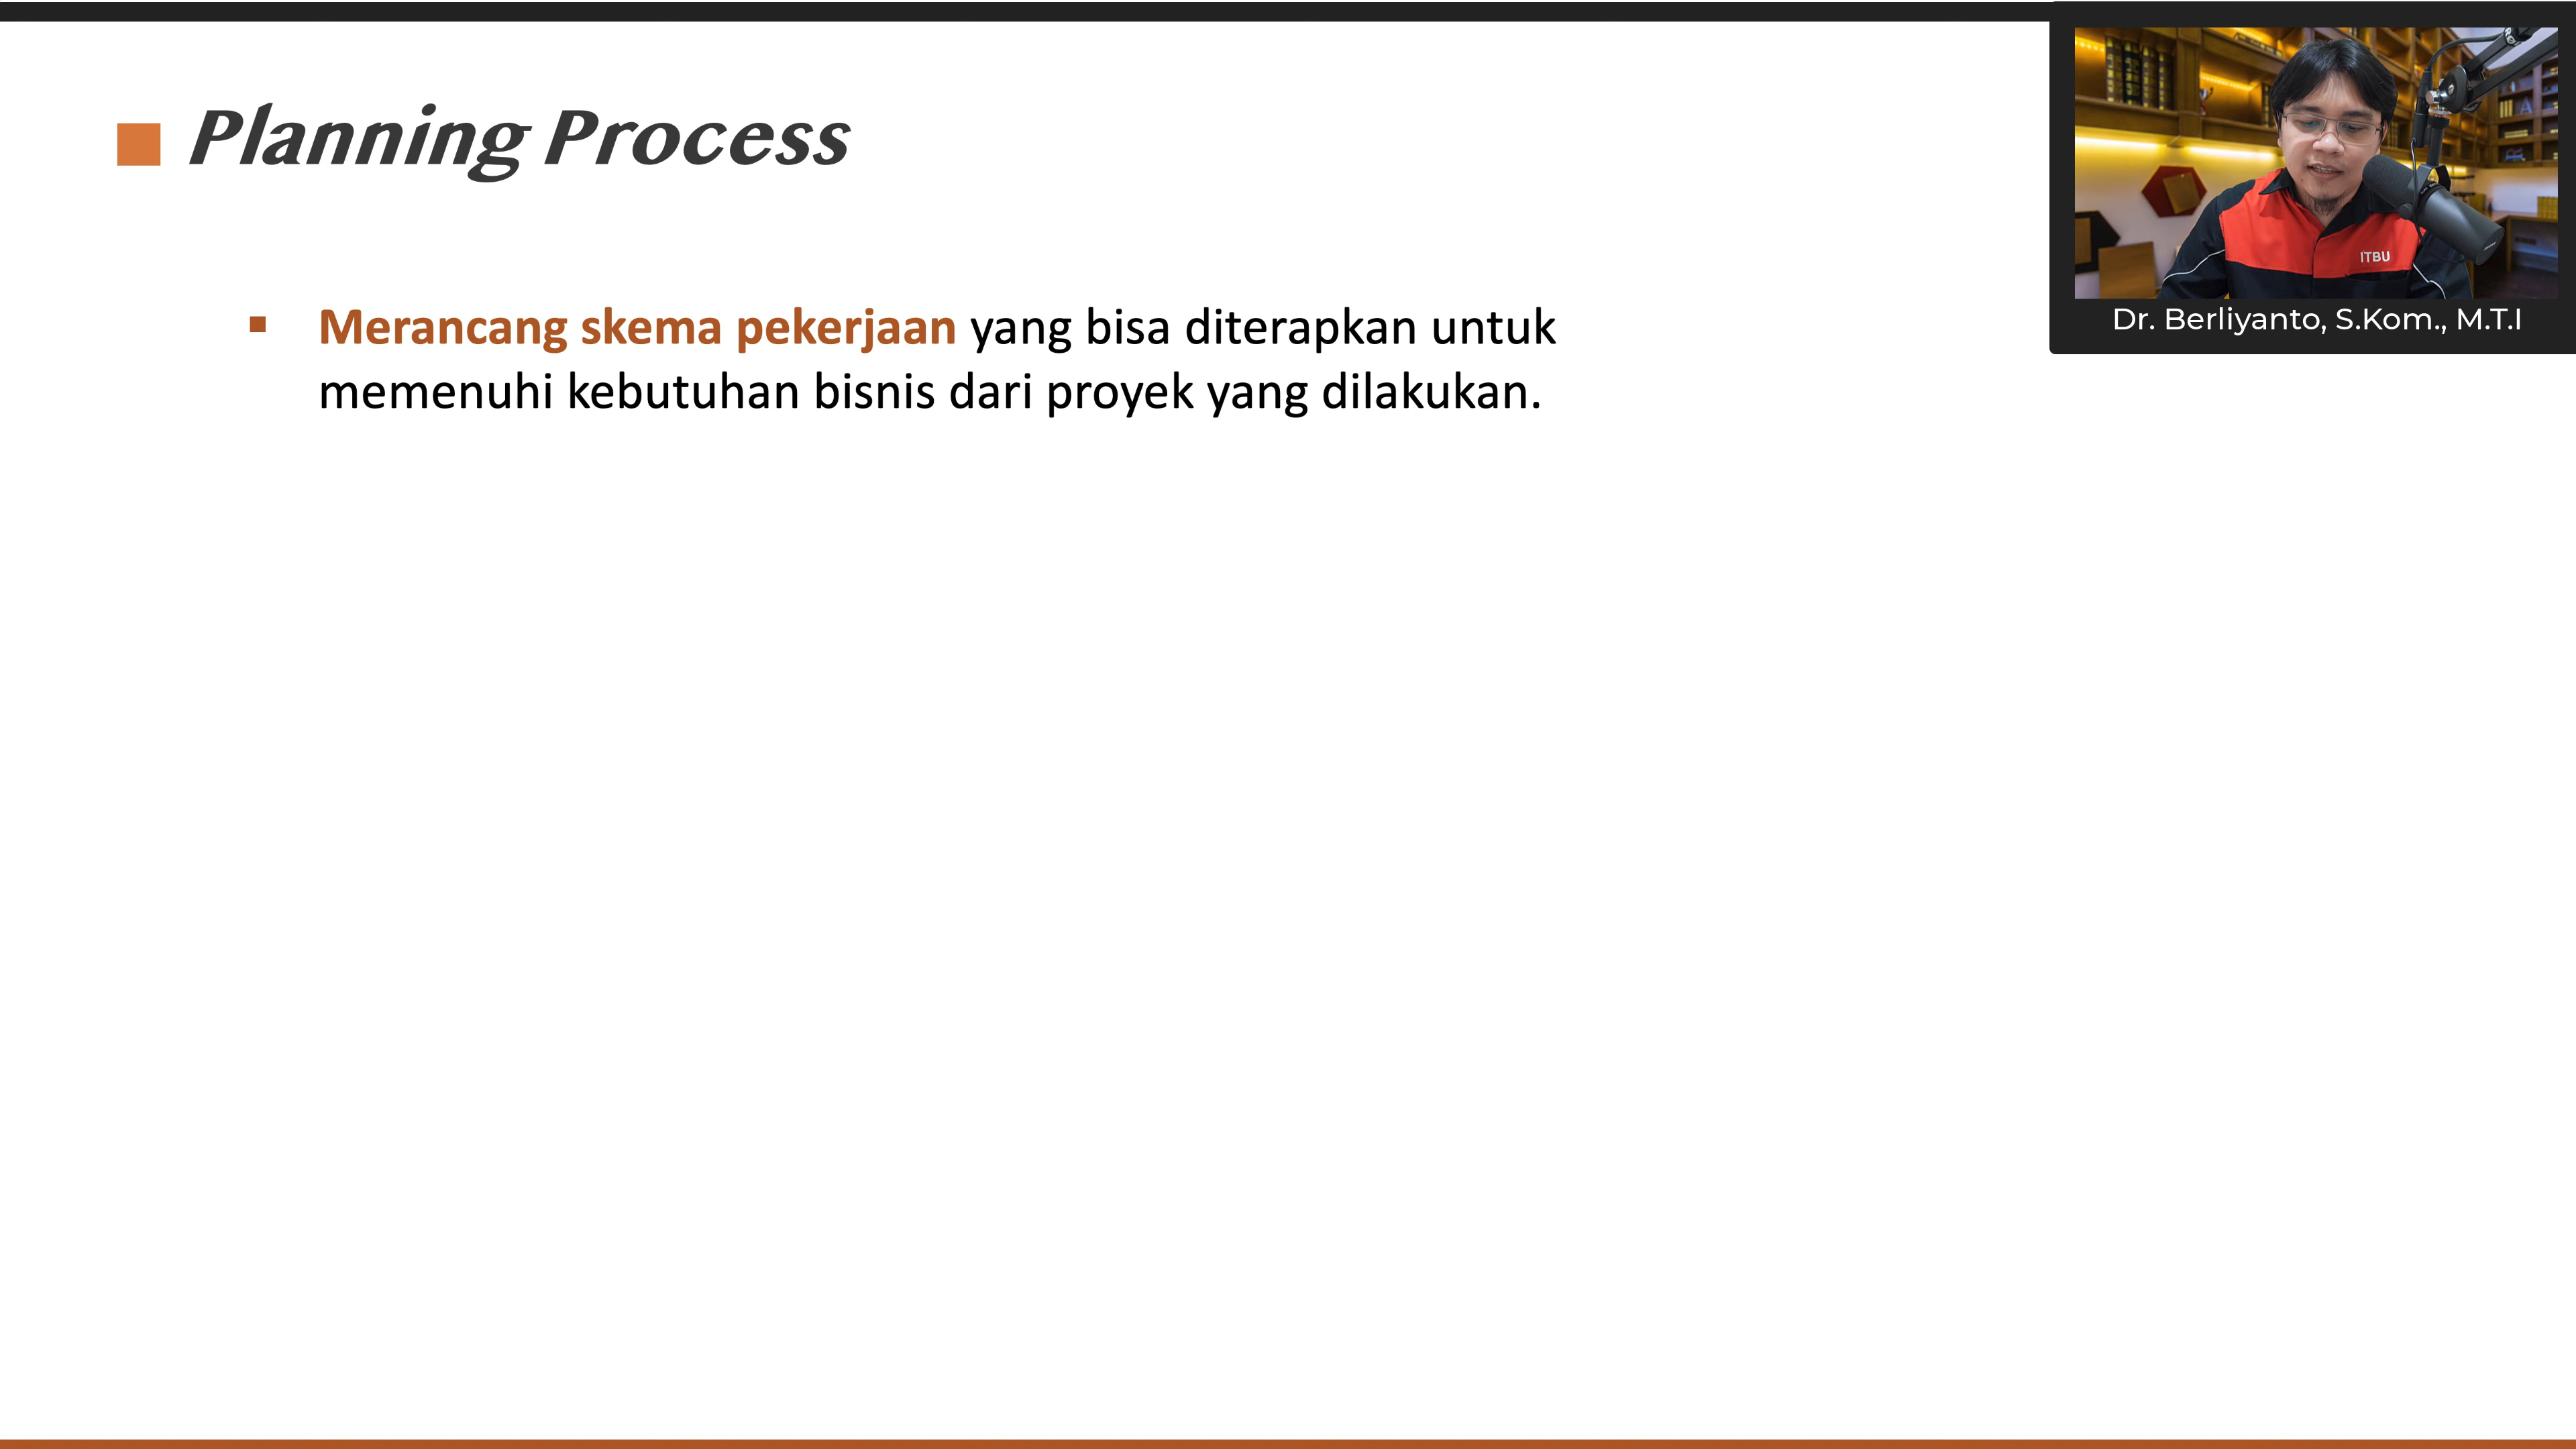 Planning Process
Merancang skema pekerjaan yang bisa diterapkan untuk
memenuhi kebutuhan bisnis dari proyek yang dilakukan.
ITBU
Dr. Berliyanto, S.Kom., M.T.I